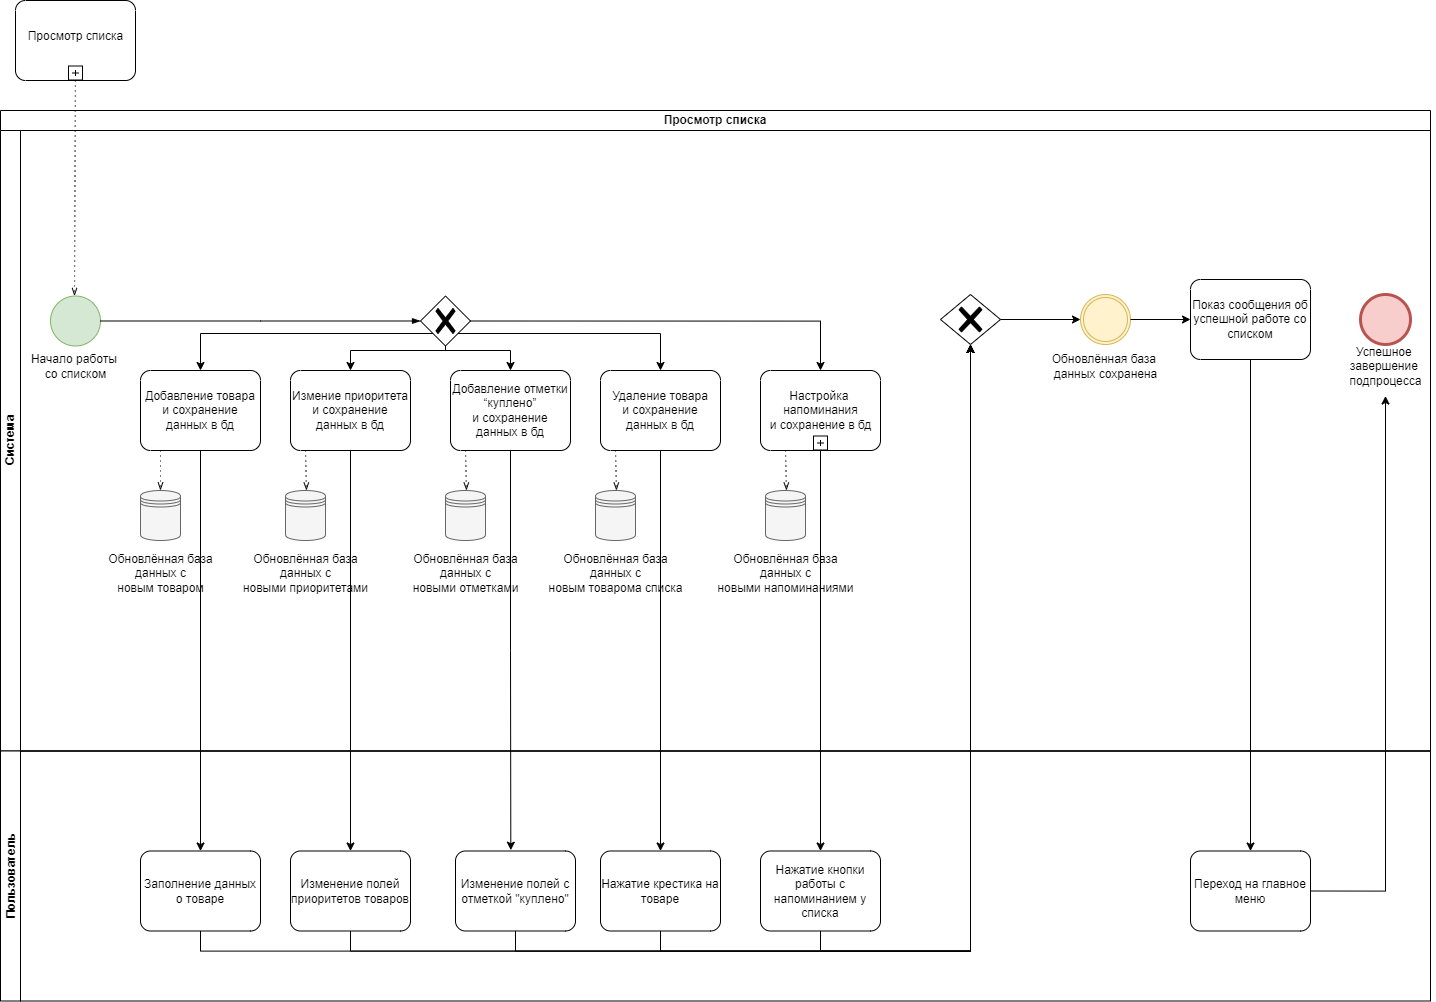 Просмотр списка
Просмотр списка
Система
Начало работы
со списком
Добавление товара
и сохранение
данных в бд
Измение приоритета
и сохранение
данных в бд
Добавление отметки
“куплено”
и сохранение
данных в бд
Удаление товара
и сохранение
данных в бд
Настройка
напоминания
и сохранение в бд
Обновлённая база
данных с
новым товаром
Обновлённая база
данных с
новыми приоритетами
Обновлённая база
данных с
новыми отметками
Обновлённая база
данных с
новым товарома списка
Обновлённая база
данных с
новыми напоминаниями
Обновлённая база
данных сохранена
Показ сообщения об
успешной работе со
списком
Успешное
завершение
подпроцесса
Пользователь
Заполнение данных
о товаре
Изменение полей
приоритетов товаров
Изменение полей с
отметкой "куплено"
Нажатие крестика на
товаре
Нажатие кнопки
работы с
напоминанием у
списка
Переход на главное
меню